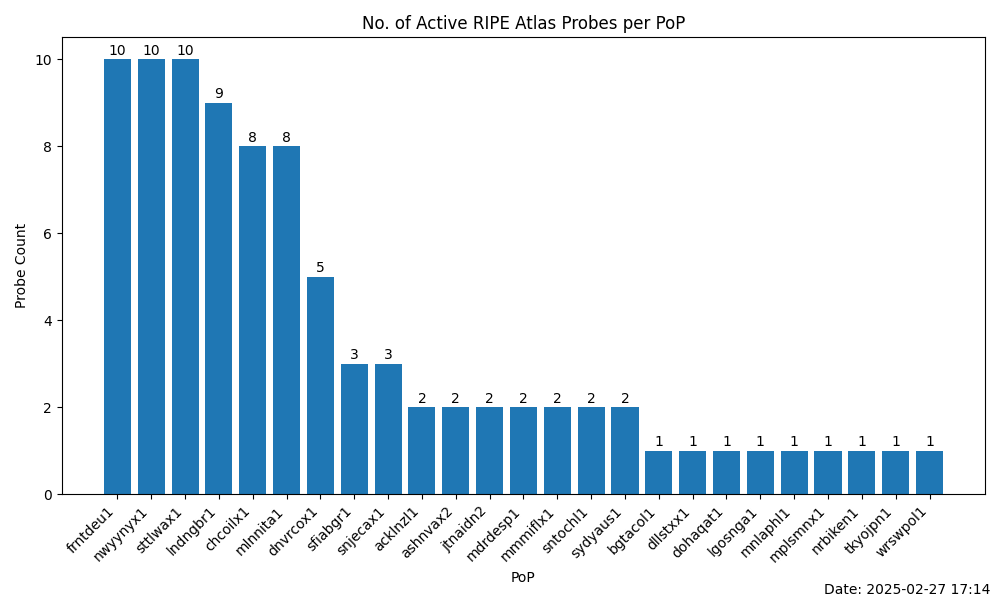 No. of Active RIPE Atlas Probes per PoP
Probe Count
10
8
6
4
2
0
10 10 10 9 8 8 5 3 3 2 2 2 2 2 2 2 1 1 1 1 1 1 1 1 1
frntdeu1 nwyynyx1 sttlwax1 lndngbr1 chcoilx1 mlnnita1 dnvrcox1 sfiabgr1 snjecax1 acklnzl1 ashnvax2 jtnaidn2 mdrdesp1 mmmiflx1 sntochl1 sydyaus1 bgtacol1 dllstxx1 dohaqat1 lgosnga1 mnlaphl1 mplsmnx1 nrbiken1 tkyojpn1 wrswpol1
PoP
Date: 2025-02-27 17:14